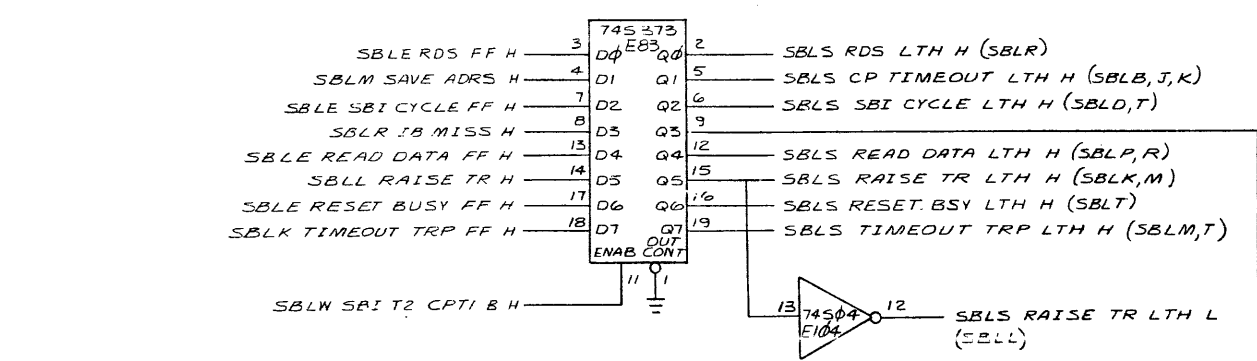 74S373
E83
SBLE RDS FF H 3 DØ QØ 2 SBLS RDS LTH H (SBLR)
SBLM SAVE ADRS H 4 D1 Q1 5 SBLS CP TIMEOUT LTH H (SBLB, J, K)
SBLE SBI CYCLE FF H 7 D2 Q2 6 SBLS SBI CYCLE LTH H (SBLD, T)
SBLR IB MISS H 8 D3 Q3 9
SBLE READ DATA FF H 13 D4 Q4 12 SBLS READ DATA LTH H (SBLP, R)
SBLL RAISE TR H 14 D5 Q5 15 SBLS RAISE TR LTH H (SBLK, M)
SBLE RESET BUSY FF H 17 D6 Q6 16 SBLS RESET BSY LTH H (SBLT)
SBLK TIMEOUT TRP FF H 18 D7 Q7 19 SBLS TIMEOUT TRP LTH H (SBLM, T)
OUT
ENAB CONT
11 1
SBLW SBI T2 CPT1 B H
13 74SØ4 12 SBLS RAISE TR LTH L
E1Ø4 (SBLL)